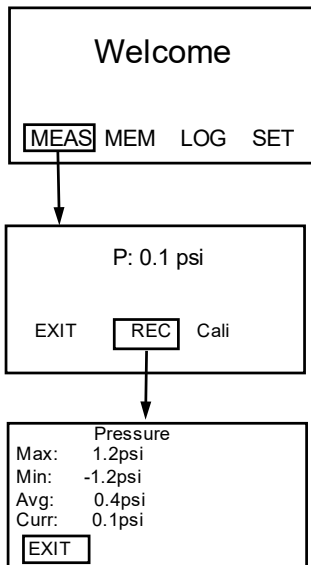 Welcome
MEAS MEM LOG SET
P: 0.1 psi
EXIT REC Cali
Pressure
Max: 1.2psi
Min: -1.2psi
Avg: 0.4psi
Curr: 0.1psi
EXIT